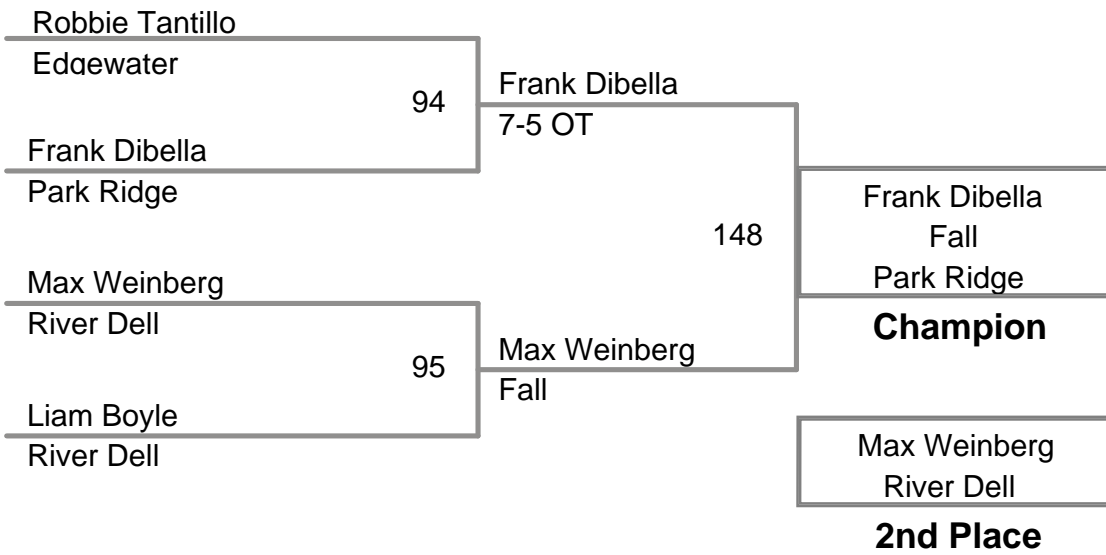 Robbie Tantillo
Edgewater
94
Frank Dibella
7-5 OT
Frank Dibella
Park Ridge
148
Frank Dibella
Fall
Park Ridge
Champion
Max Weinberg
River Dell
95
Max Weinberg
Fall
Liam Boyle
River Dell
Max Weinberg
River Dell
2nd Place